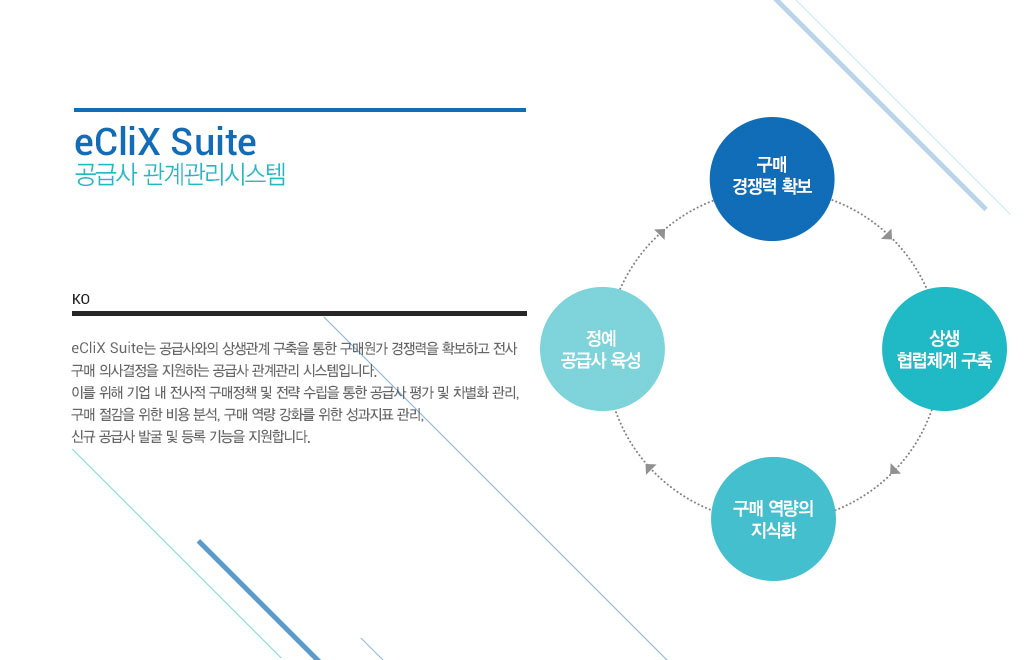 eCliX Suite
공급사 관계관리시스템
KO
eCliX Suite는 공급사와의 상생관계 구축을 통한 구매원가 경쟁력을 확보하고 전사
구매 의사결정을 지원하는 공급사 관계관리 시스템입니다.
이를 위해 기업 내 전사적 구매정책 및 전략 수립을 통한 공급사 평가 및 차별화 관리,
구매 절감을 위한 비용 분석, 구매 역량 강화를 위한 성과지표 관리,
신규 공급사 발굴 및 등록 기능을 지원합니다.
구매
경쟁력 확보
상생
협렵체계 구축
구매 역량의
지식화
정예
공급사 육성